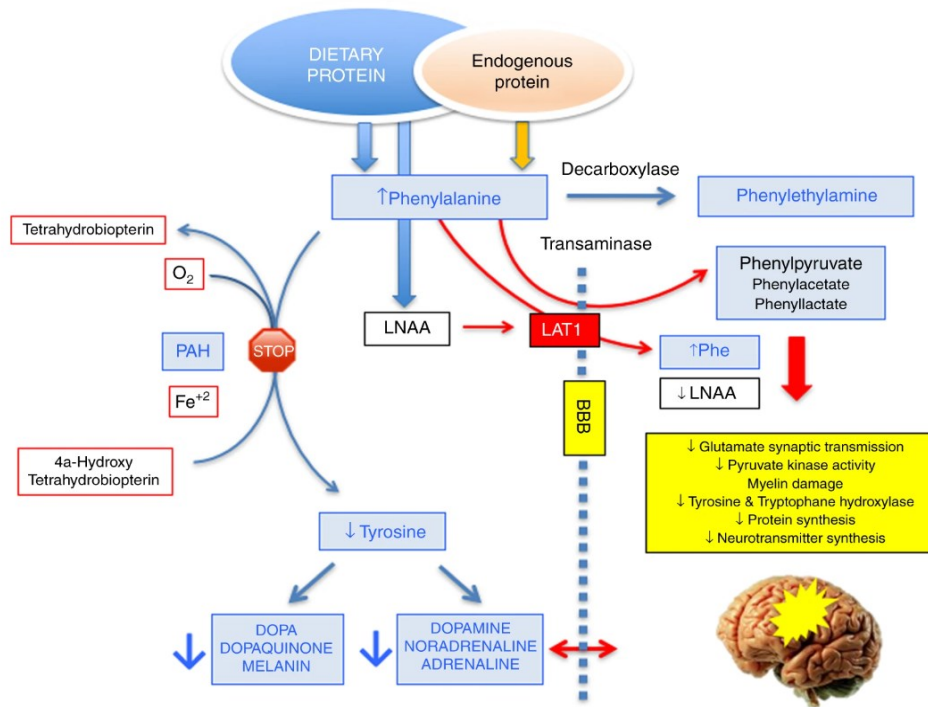 DIETARY
PROTEIN
Endogenous
protein
↑Phenylalanine
Decarboxylase
Phenylethylamine
Tetrahydrobiopterin
Transaminase
O₂
Phenylpyruvate
Phenylacetate
Phenyllactate
LNAA
LAT1
PAH
STOP
↑Phe
↓LNAA
Fe⁺²
BBB
4a-Hydroxy
Tetrahydrobiopterin
↓ Glutamate synaptic transmission
↓ Pyruvate kinase activity
Myelin damage
↓ Tyrosine & Tryptophane hydroxylase
↓ Protein synthesis
↓ Neurotransmitter synthesis
↓ Tyrosine
DOPA
DOPAQUINONE
MELANIN
DOPAMINE
NORADRENALINE
ADRENALINE